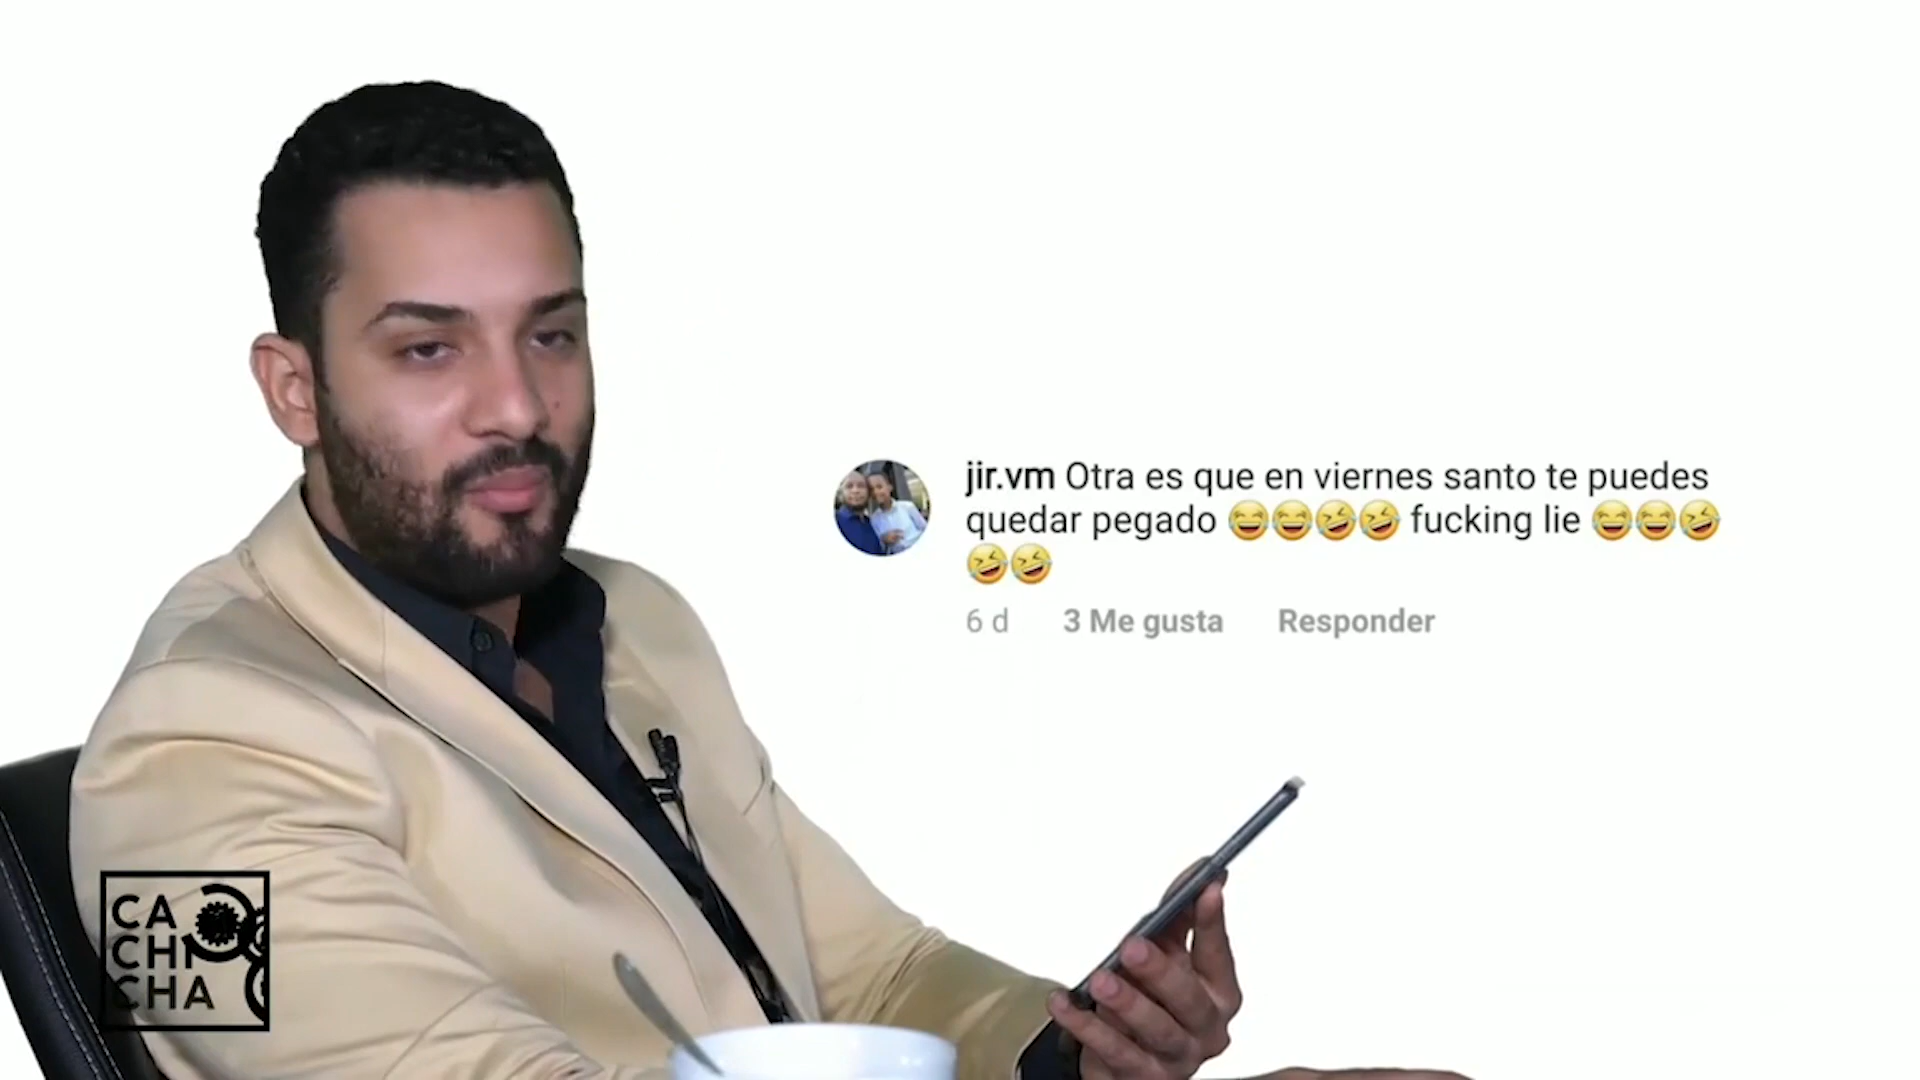 jir.vm Otra es que en viernes santo te puedes
quedar pegado 😂😂🤣🤣 fucking lie 😂😂🤣
🤣🤣
6 d 3 Me gusta Responder
CA
CHI
CHA